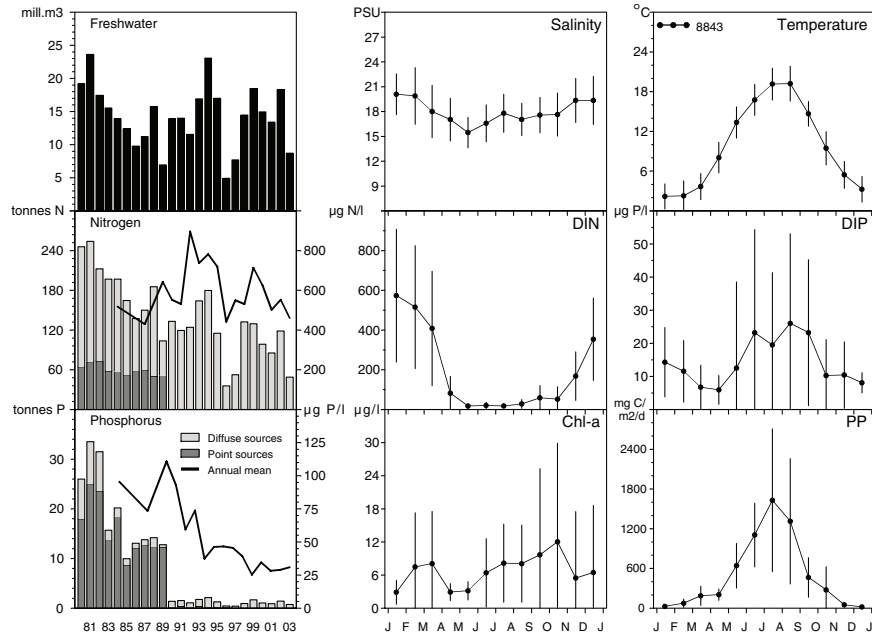 mill.m3
Freshwater
30
25
20
15
10
5
0
PSU
Salinity
27
24
21
18
15
12
9
°C
8843
Temperature
24
18
12
6
tonnes N
Nitrogen
240
180
120
60
µg N/l
800
600
400
200
DIN
800
600
400
200
µg P/l
DIP
50
40
30
20
10
0
tonnes P
Phosphorus
Diffuse sources
Point sources
Annual mean
40
30
20
10
0
µg P/l
125
100
75
50
25
0
µg/l
Chl-a
30
24
18
12
6
0
mg C/
m2/d
PP
2400
1800
1200
600
0
81 83 85 87 89 91 93 95 97 99 01 03
J F M A M J J A S O N D J
J F M A M J J A S O N D J